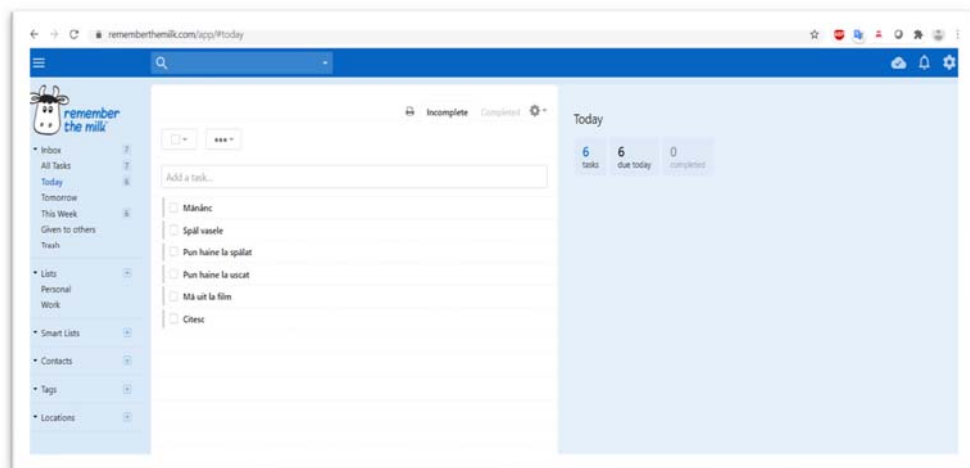 rememberthemilk.com/app/#today
remember
the milk
Inbox 7
All Tasks 7
Today 6
Tomorrow
This Week 6
Given to others
Trash
Lists
Personal
Work
Smart Lists
Contacts
Tags
Locations
Incomplete Completed
Add a task...
Mănânc
Spăl vasele
Pun haine la spălat
Pun haine la uscat
Mă uit la film
Citesc
Today
6 6 0
tasks due today completed